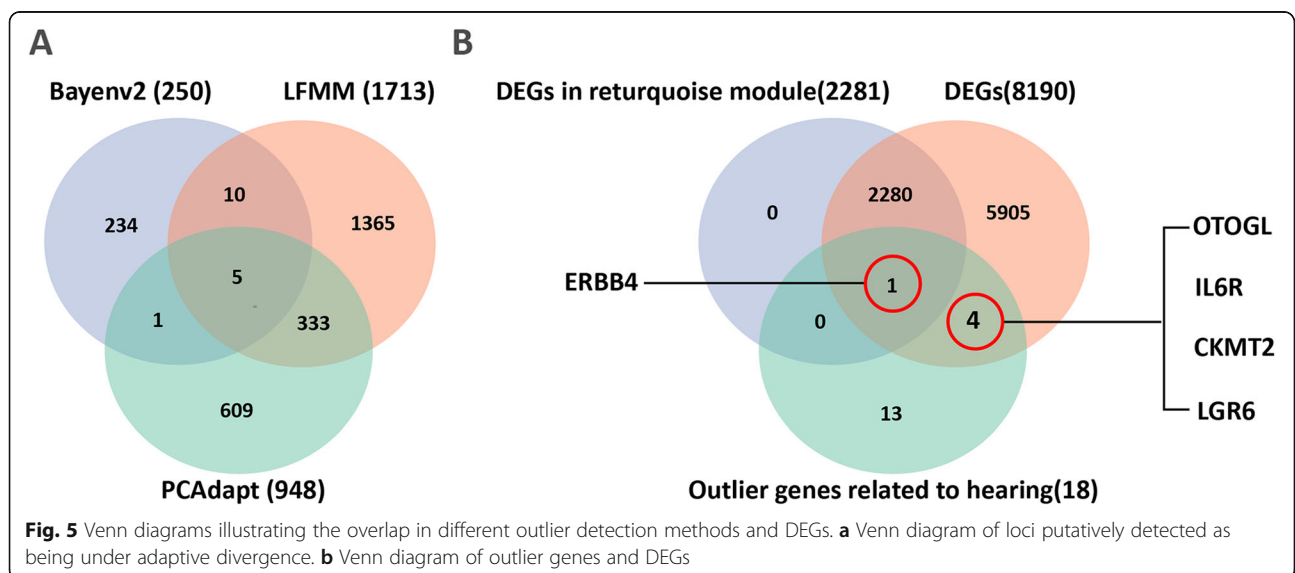 A
B
Bayenv2 (250)
LFMM (1713)
DEGs in returquoise module(2281)
DEGs(8190)
10
234
1365
5
1
333
609
PCAdapt (948)
2280
0
5905
OTOGL
ERBB4
1
IL6R
0
4
CKMT2
13
LGR6
Outlier genes related to hearing(18)
Fig. 5 Venn diagrams illustrating the overlap in different outlier detection methods and DEGs. a Venn diagram of loci putatively detected as
being under adaptive divergence. b Venn diagram of outlier genes and DEGs